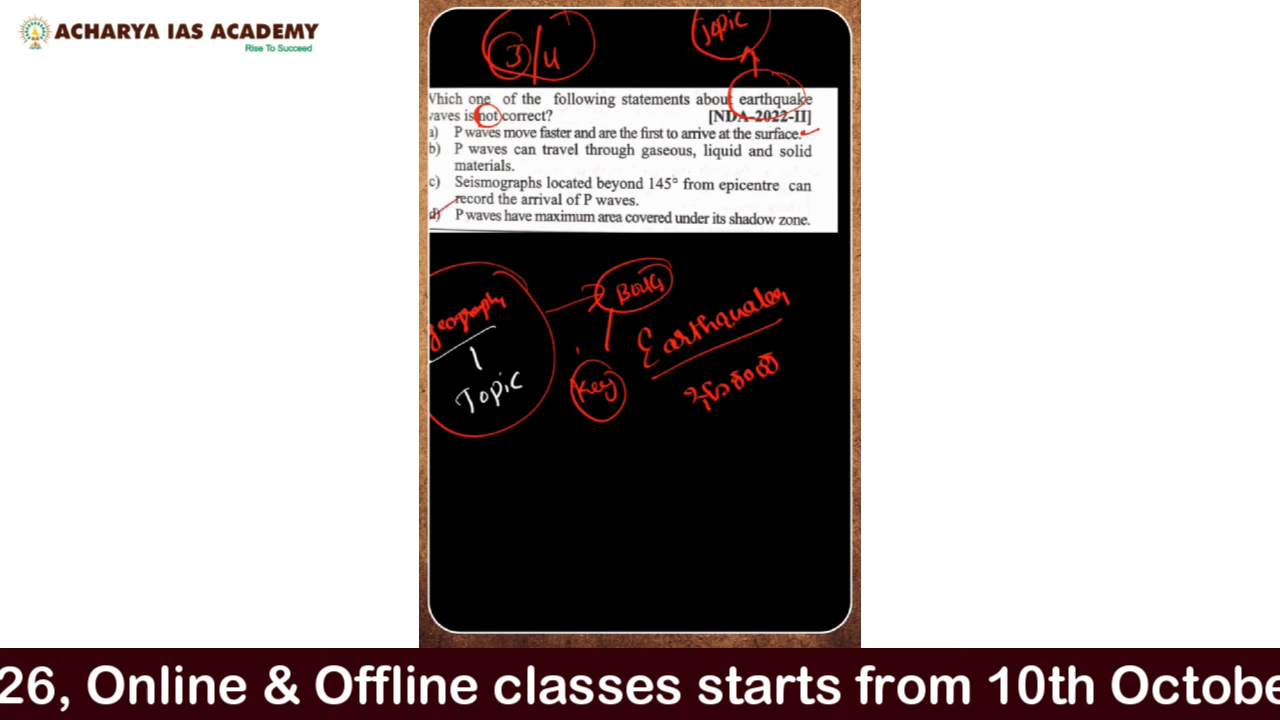 ACHARYA IAS ACADEMY
Rise To Succeed
3/4
Topic
Which one of the following statements about earthquake
waves is not correct? [NDA-2022-II]
a) P waves move faster and are the first to arrive at the surface.
b) P waves can travel through gaseous, liquid and solid
materials.
c) Seismographs located beyond 145° from epicentre can
record the arrival of P waves.
d) P waves have maximum area covered under its shadow zone.
Geography
Topic
Key
Earthquakes
26, Online & Offline classes starts from 10th Octobe